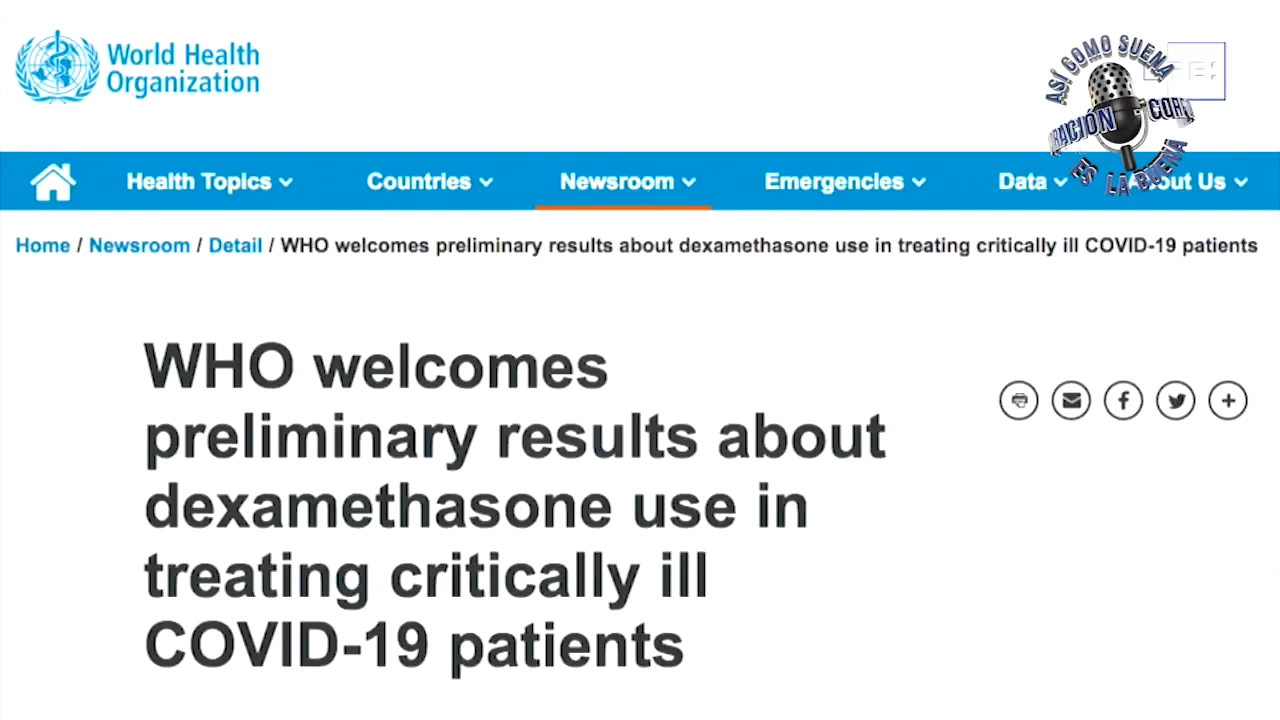 World Health
Organization
ASÍ COMO SUENA
ES LA BUENA
Health Topics
Countries
Newsroom
Emergencies
Data
out Us
Home / Newsroom / Detail / WHO welcomes preliminary results about dexamethasone use in treating critically ill COVID-19 patients
WHO welcomes
preliminary results about
dexamethasone use in
treating critically ill
COVID-19 patients